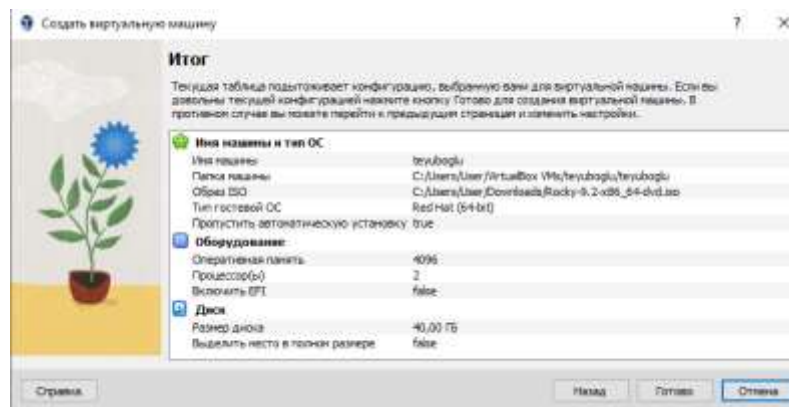 Создать виртуальную машину
?
Итог
Текущая таблица подытоживает конфигурацию, выбранную вами для виртуальной машины. Если вы
довольны текущей конфигурацией нажмите кнопку Готово для создания виртуальной машины. В
противном случае вы можете перейти к предыдущим страницам и изменить настройки.
Имя машины и тип ОС
Имя машины teyuboglu
Папка машины C:/Users/User/VirtualBox VMs/teyuboglu/teyuboglu
Образ ISO C:/Users/User/Downloads/Rocky-9.2-x86_64-dvd.iso
Тип гостевой ОС Red Hat (64-bit)
Пропустить автоматическую установку true
Оборудование
Оперативная память 4096
Процессор(ы) 2
Включить EFI false
Диск
Размер диска 40,00 ГБ
Выделить место в полном размере false
Справка Назад Готово Отмена